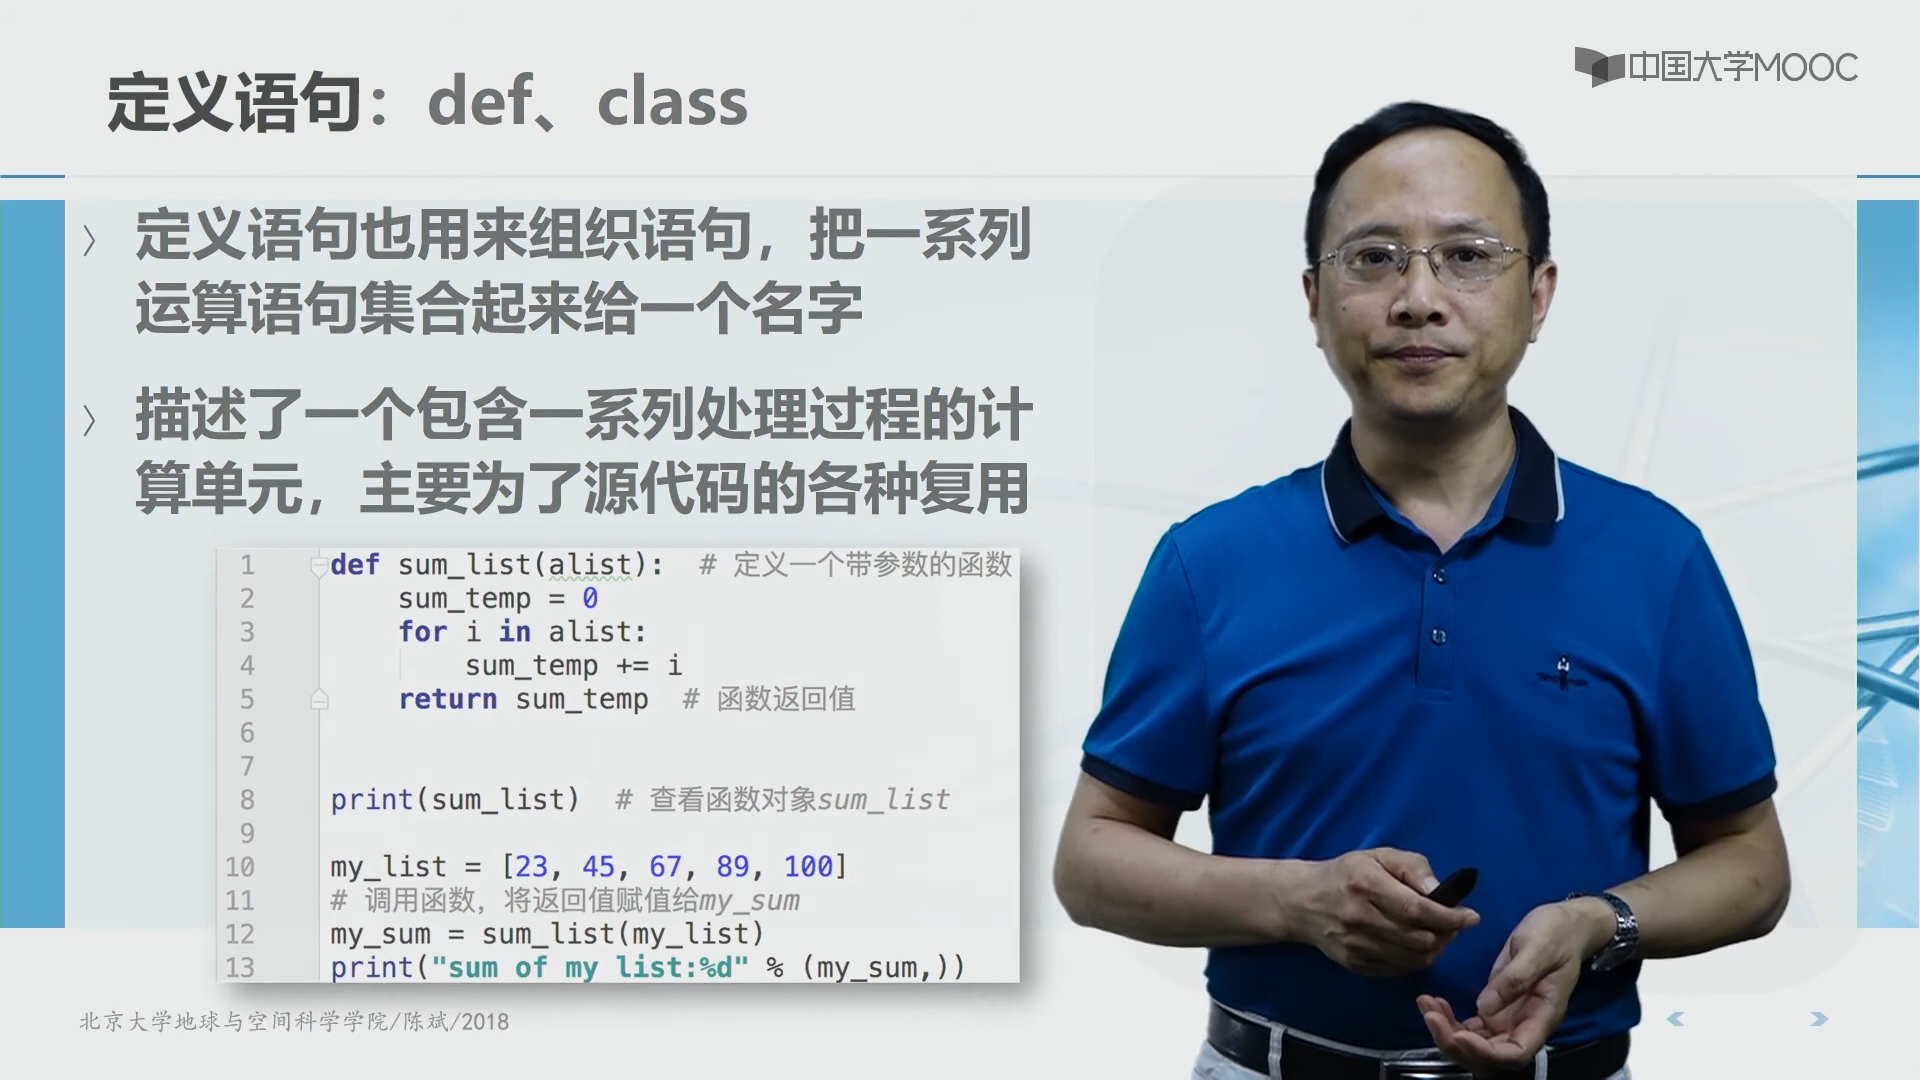 中国大学MOOC
定义语句：def、class
〉定义语句也用来组织语句，把一系列
运算语句集合起来给一个名字
〉描述了一个包含一系列处理过程的计
算单元，主要为了源代码的各种复用
1 def sum_list(alist):  # 定义一个带参数的函数
2     sum_temp = 0
3     for i in alist:
4         sum_temp += i
5     return sum_temp  # 函数返回值
6
7
8 print(sum_list)  # 查看函数对象sum_list
9
10 my_list = [23, 45, 67, 89, 100]
11 # 调用函数，将返回值赋值给my_sum
12 my_sum = sum_list(my_list)
13 print("sum of my list:%d" % (my_sum,))
北京大学地球与空间科学学院/陈斌/2018